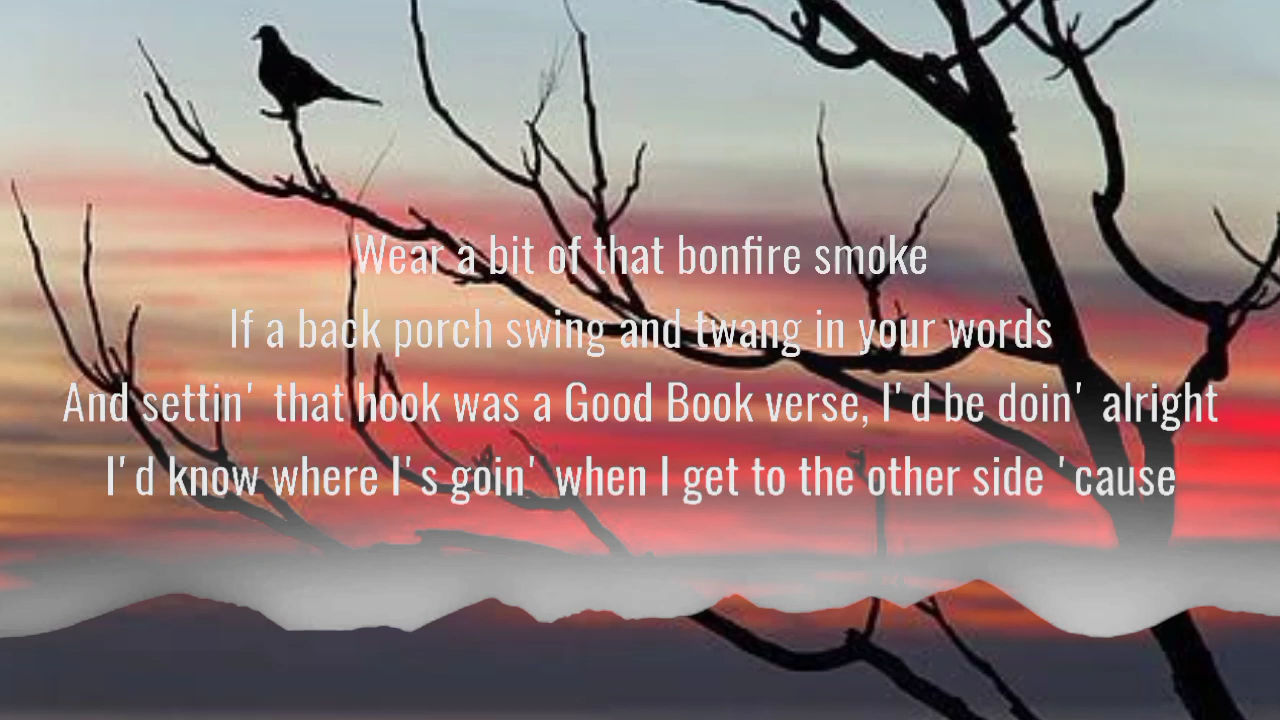 Wear a bit of that bonfire smoke
If a back porch swing and twang in your words
And settin' that hook was a Good Book verse, I'd be doin' alright
I'd know where I's goin' when I get to the other side 'cause